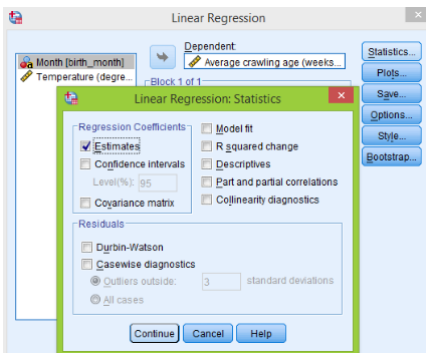 Linear Regression
Dependent:
Month [birth_month]
Temperature (degre...
Average crawling age (weeks...
Block 1 of 1
Statistics...
Plots...
Save...
Options...
Style...
Bootstrap...
Linear Regression: Statistics
Regression Coefficients
Estimates
Confidence intervals
Level(%): 95
Covariance matrix
Model fit
R squared change
Descriptives
Part and partial correlations
Collinearity diagnostics
Residuals
Durbin-Watson
Casewise diagnostics
Outliers outside: 3 standard deviations
All cases
Continue Cancel Help